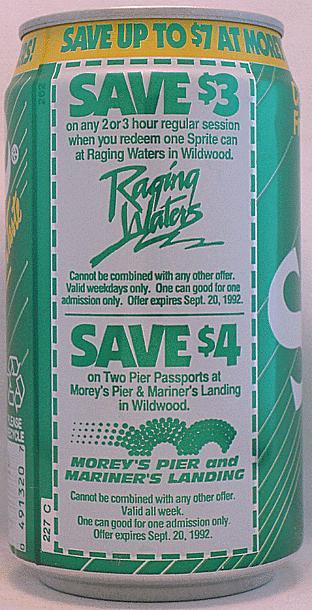 SAVE UP TO $7 AT MOREY
SAVE $3
on any 2 or 3 hour regular session
when you redeem one Sprite can
at Raging Waters in Wildwood.
Raging
Waters
Cannot be combined with any other offer.
Valid weekdays only. One can good for one
admission only. Offer expires Sept. 20, 1992.
SAVE $4
on Two Pier Passports at
Morey's Pier & Mariner's Landing
in Wildwood.
MOREY'S PIER and
MARINER'S LANDING
Cannot be combined with any other offer.
Valid all week.
One can good for one admission only.
Offer expires Sept. 20, 1992.
227 C
0 491320 7